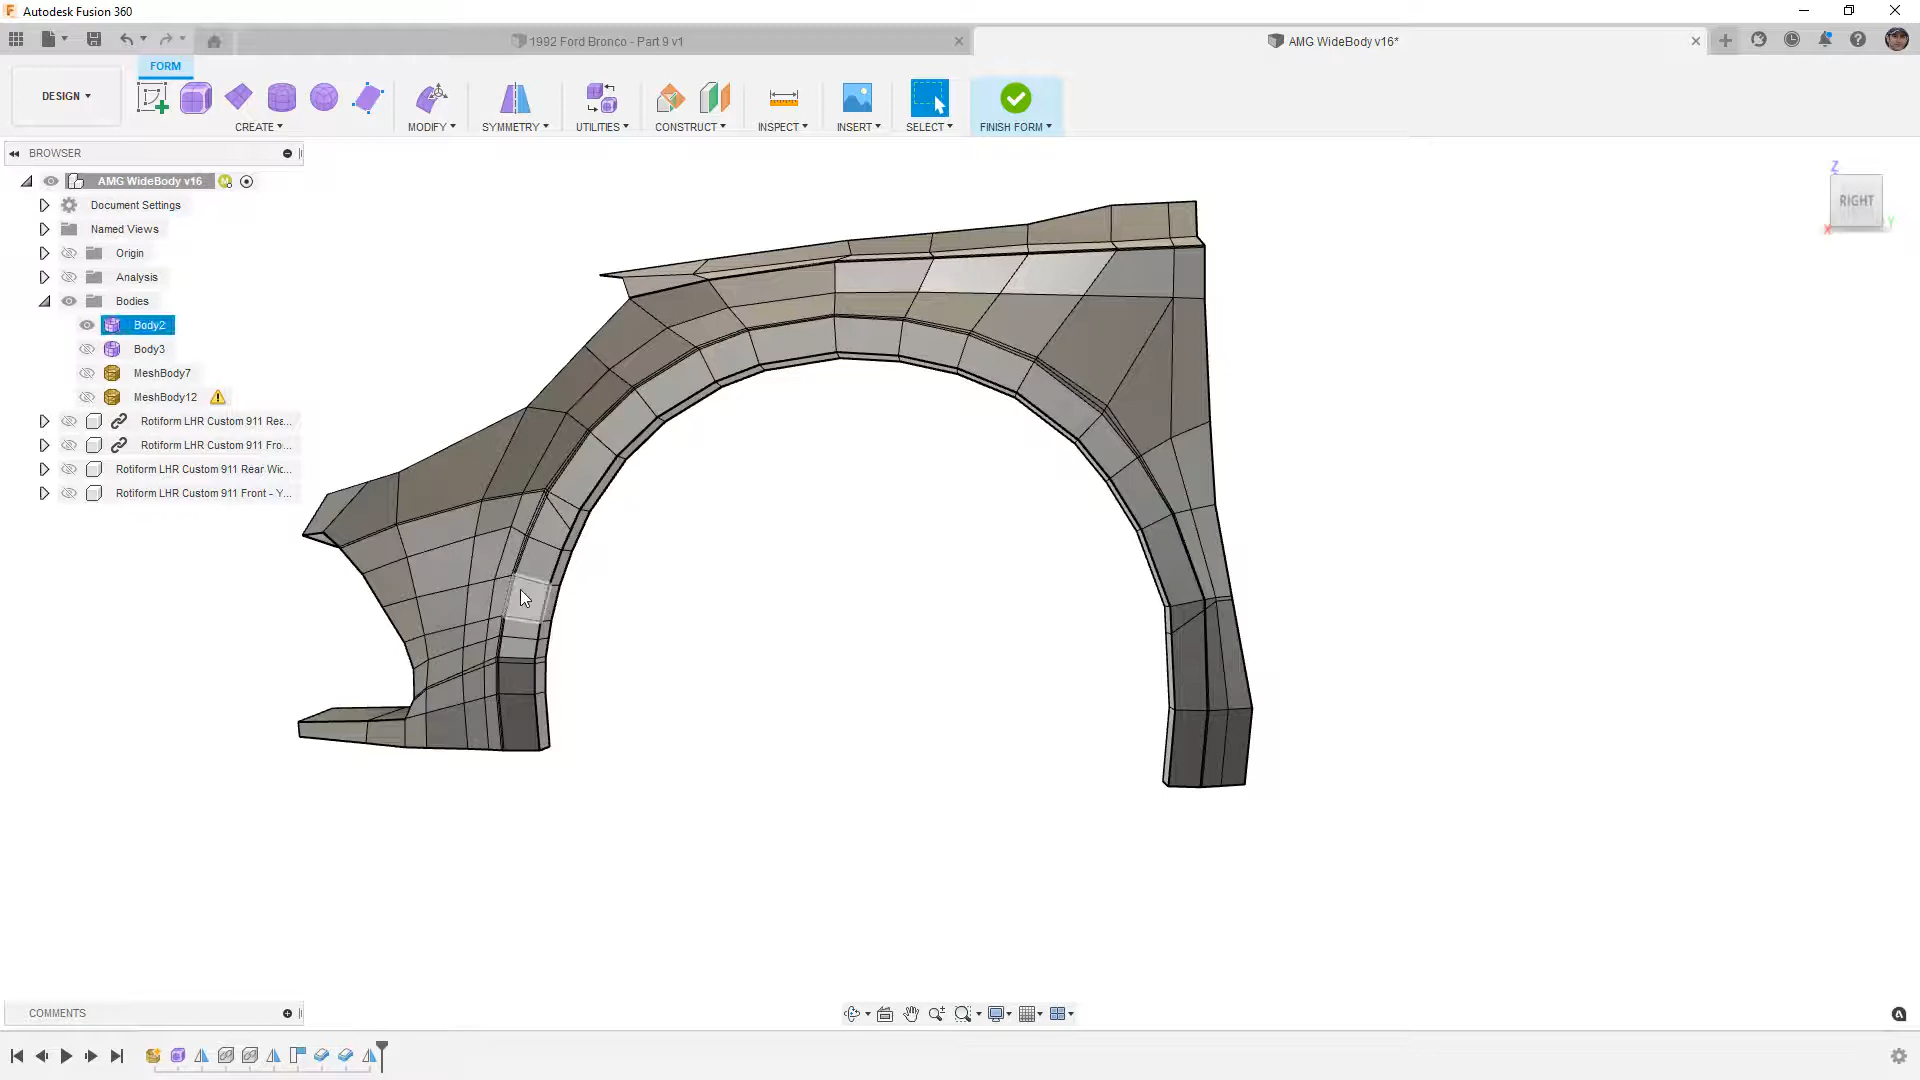 Autodesk Fusion 360
1992 Ford Bronco - Part 9 v1
AMG WideBody v16*
FORM
DESIGN
CREATE
MODIFY
SYMMETRY
UTILITIES
CONSTRUCT
INSPECT
INSERT
SELECT
FINISH FORM
BROWSER
AMG WideBody v16
Document Settings
Named Views
Origin
Analysis
Bodies
Body2
Body3
MeshBody7
MeshBody12
Rotiform LHR Custom 911 Rea...
Rotiform LHR Custom 911 Fro...
Rotiform LHR Custom 911 Rear Wid...
Rotiform LHR Custom 911 Front - Y...
Z
RIGHT
Y
X
COMMENTS